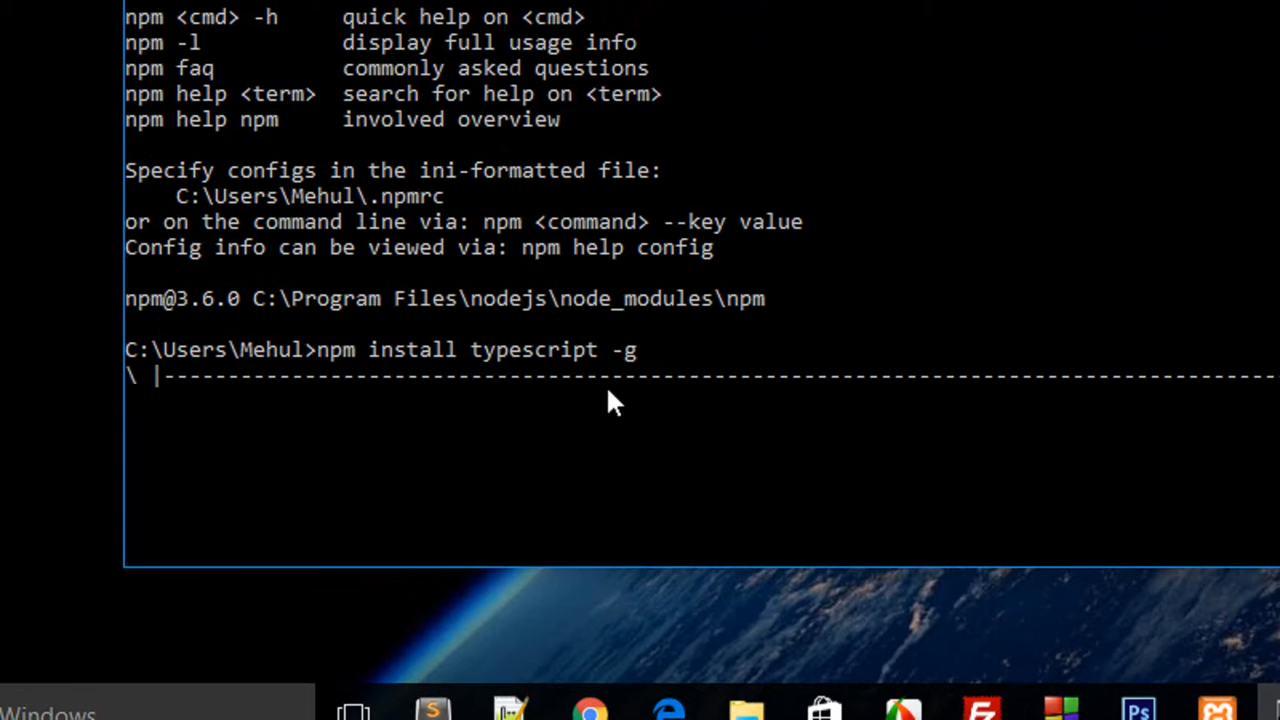 npm <cmd> -h quick help on <cmd>
npm -l display full usage info
npm faq commonly asked questions
npm help <term> search for help on <term>
npm help npm involved overview
Specify configs in the ini-formatted file:
C:\Users\Mehul\.npmrc
or on the command line via: npm <command> --key value
Config info can be viewed via: npm help config
npm@3.6.0 C:\Program Files\nodejs\node_modules\npm
C:\Users\Mehul>npm install typescript -g
\ |---------------------------------------------------------------------------------------
Windows
S
Fz
Ps